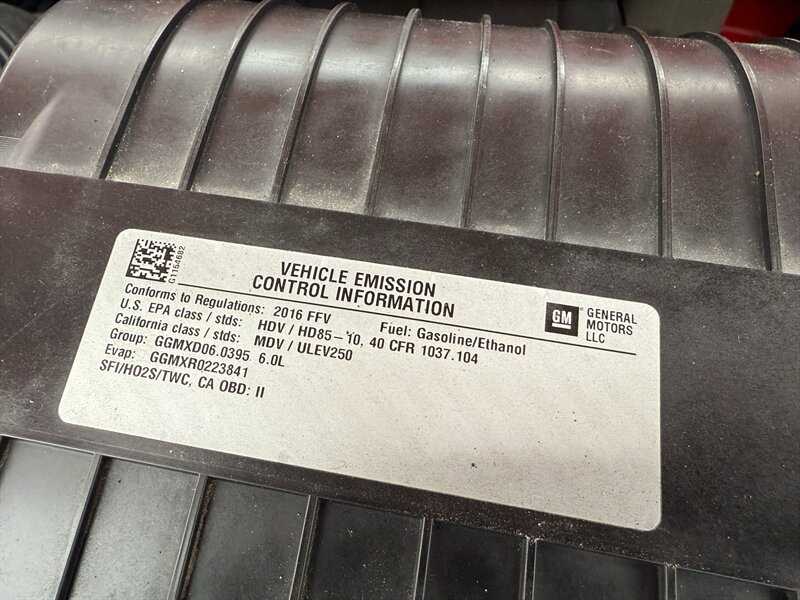 G1164682
VEHICLE EMISSION
CONTROL INFORMATION
GM
GENERAL
MOTORS
LLC
Conforms to Regulations: 2016 FFV Fuel: Gasoline/Ethanol
U.S. EPA class / stds: HDV / HD85-10, 40 CFR 1037.104
California class / stds: MDV / ULEV250
Group: GGMXD06.0395 6.0L
Evap: GGMXR0223841
SFI/HO2S/TWC, CA OBD: II